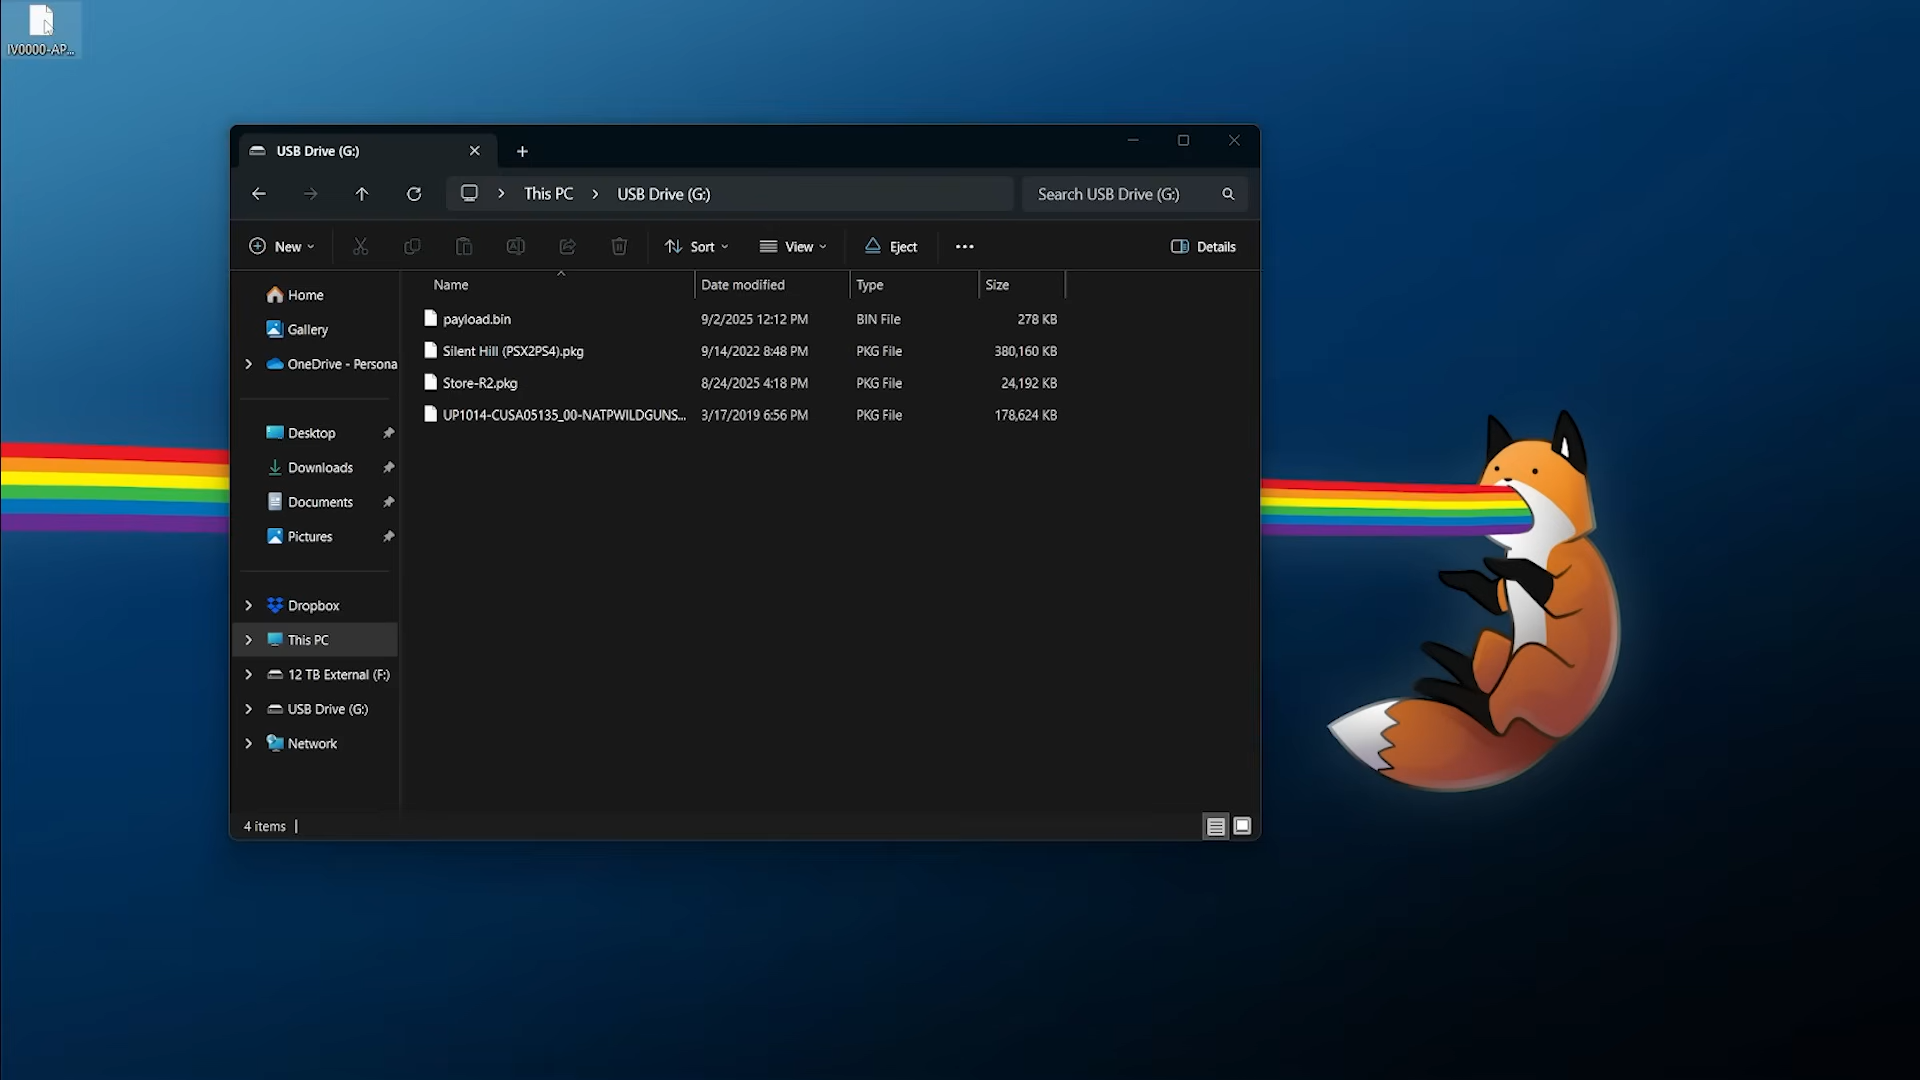 IV0000-AP...
USB Drive (G:)
This PC
USB Drive (G:)
Search USB Drive (G:)
New
Sort
View
Eject
Details
Home
Gallery
OneDrive - Persona
Desktop
Downloads
Documents
Pictures
Dropbox
This PC
12 TB External (F:)
USB Drive (G:)
Network
Name Date modified Type Size
payload.bin 9/2/2025 12:12 PM BIN File 278 KB
Silent Hill (PSX2PS4).pkg 9/14/2022 8:48 PM PKG File 380,160 KB
Store-R2.pkg 8/24/2025 4:18 PM PKG File 24,192 KB
UP1014-CUSA05135_00-NATPWILDGUNS... 3/17/2019 6:56 PM PKG File 178,624 KB
4 items